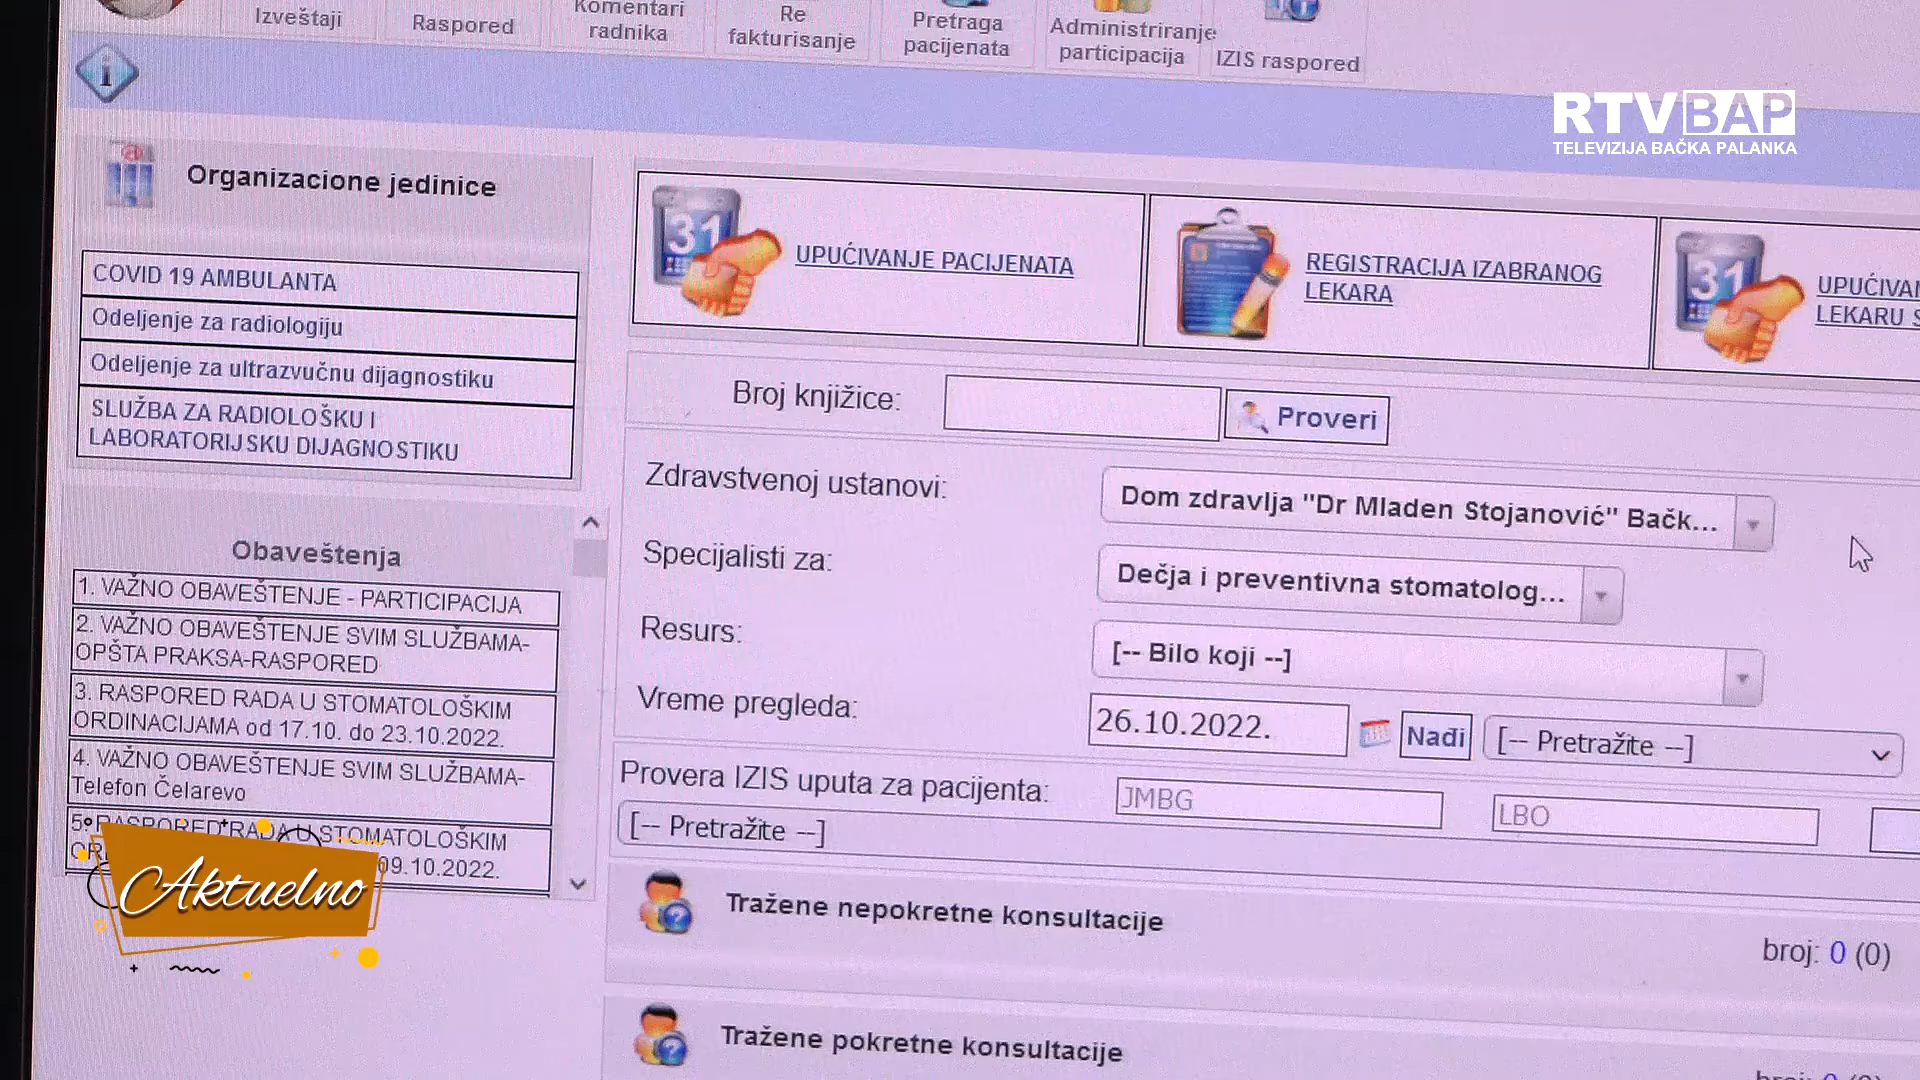 Izveštaji
Raspored
Komentari
radnika
Re
fakturisanje
Pretraga
pacijenata
Administriranje
participacija
IZIS raspored
RTVBAP
TELEVIZIJA BAČKA PALANKA
Organizacione jedinice
COVID 19 AMBULANTA
Odeljenje za radiologiju
Odeljenje za ultrazvučnu dijagnostiku
SLUŽBA ZA RADIOLOŠKU I
LABORATORIJSKU DIJAGNOSTIKU
31
UPUĆIVANJE PACIJENATA
REGISTRACIJA IZABRANOG
LEKARA
31
LEKARU
Broj knjižice:
Proveri
Zdravstvenoj ustanovi:
Dom zdravlja "Dr Mladen Stojanović" Bačk...
Specijalisti za:
Dečja i preventivna stomatolog...
Resurs:
[-- Bilo koji --]
Vreme pregleda:
26.10.2022.
Nađi
[-- Pretražite --]
Provera IZIS uputa za pacijenta:
JMBG
LBO
[-- Pretražite --]
Tražene nepokretne konsultacije
broj: 0 (0)
Tražene pokretne konsultacije
Obaveštenja
1. VAŽNO OBAVEŠTENJE - PARTICIPACIJA
2. VAŽNO OBAVEŠTENJE SVIM SLUŽBAMA-
OPŠTA PRAKSA-RASPORED
3. RASPORED RADA U STOMATOLOŠKIM
ORDINACIJAMA od 17.10. do 23.10.2022.
4. VAŽNO OBAVEŠTENJE SVIM SLUŽBAMA-
Telefon Čelarevo
5. RASPORED RADA U STOMATOLOŠKIM
09.10.2022.
Aktuelno